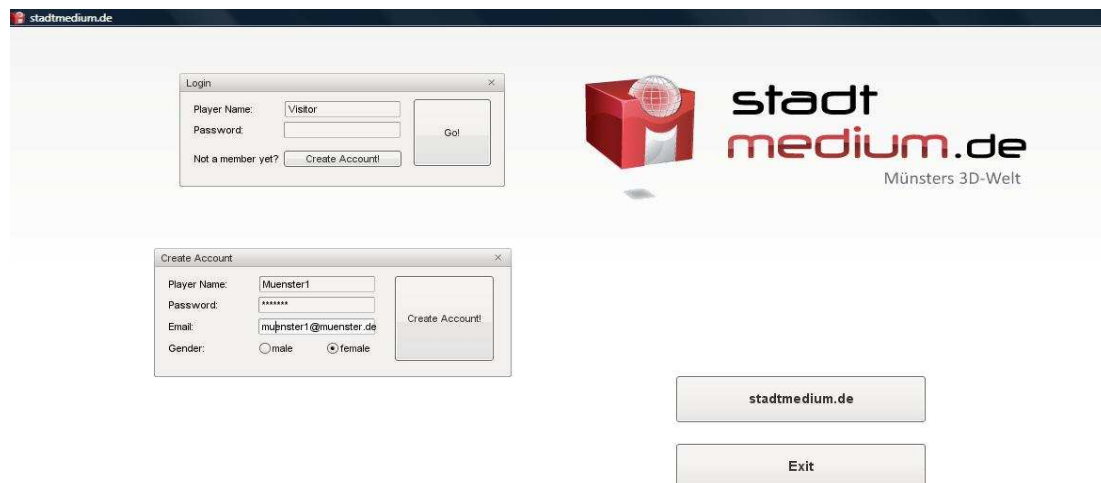 stadtmedium.de
Login
Player Name: Visitor
Password:
Go!
Not a member yet? Create Account!
stadt
medium.de
Münsters 3D-Welt
Create Account
Player Name: Muenster1
Password: *******
Email: muenster1@muenster.de
Gender: male female
Create Account!
stadtmedium.de
Exit